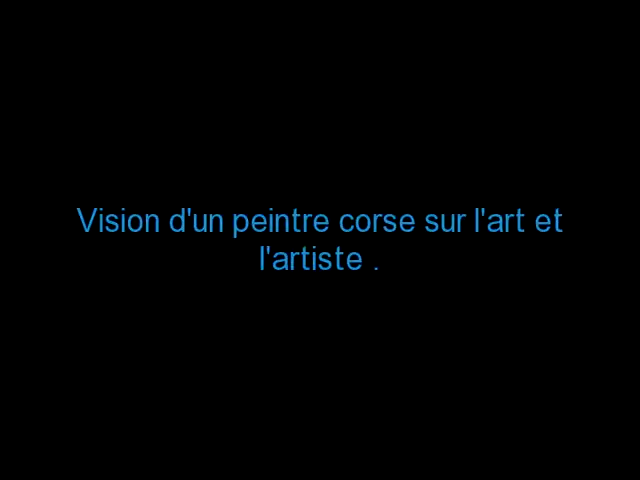 Vision d'un peintre corse sur l'art et
l'artiste .